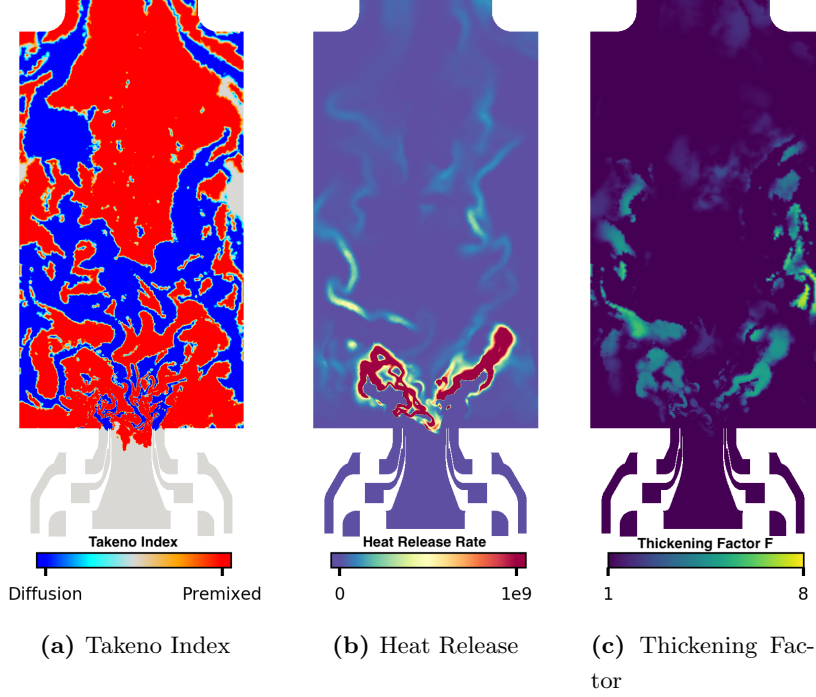 Takeno Index
Diffusion Premixed
Heat Release Rate
0 1e9
Thickening Factor F
1 8
(a) Takeno Index
(b) Heat Release
(c) Thickening Fac-
tor